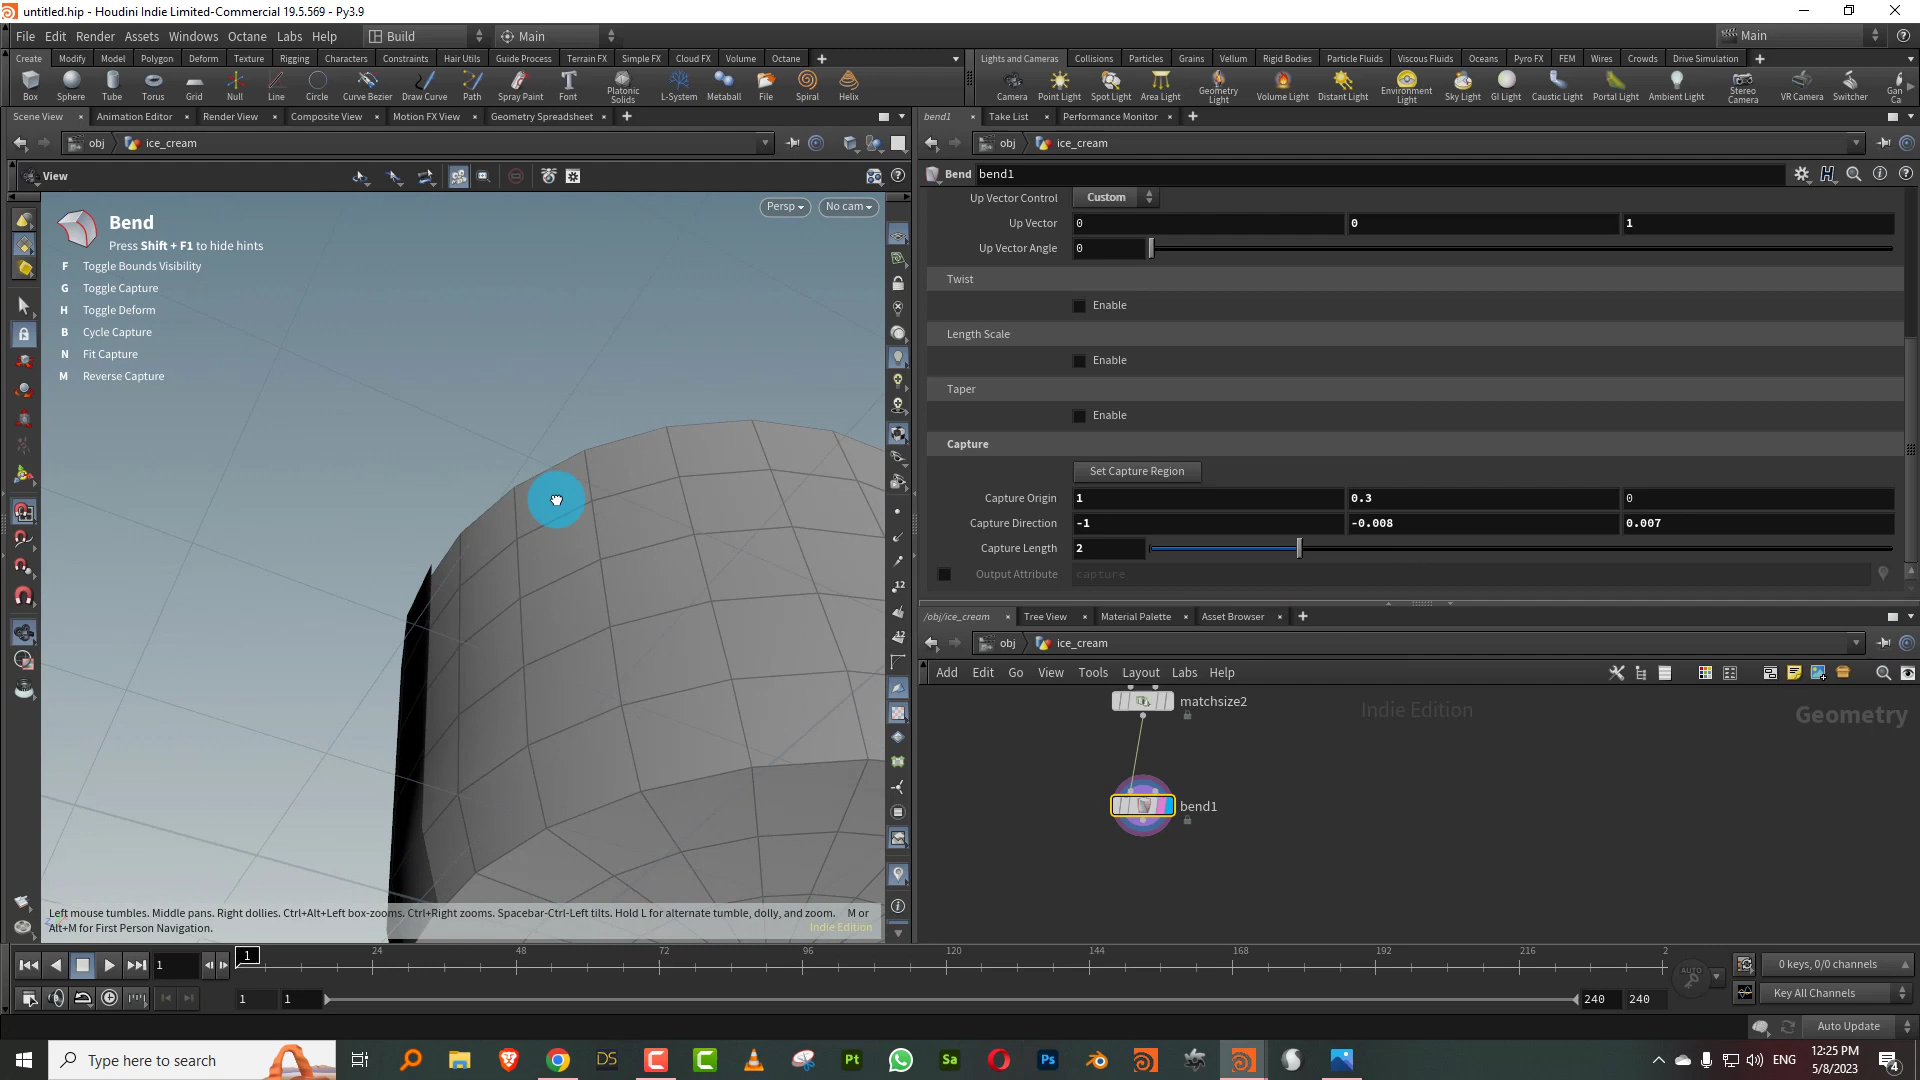 untitled.hip - Houdini Indie Limited-Commercial 19.5.569 - Py3.9
File Edit Render Assets Windows Octane Labs Help Build Main Main
Create Modify Model Polygon Deform Texture Rigging Characters Constraints Hair Utils Guide Process Terrain FX Simple FX Cloud FX Volume Octane
Lights and Cameras Collisions Particles Grains Vellum Rigid Bodies Particle Fluids Viscous Fluids Oceans Pyro FX FEM Wires Crowds Drive Simulation
Box Sphere Tube Torus Grid Null Line Circle Curve Bezier Draw Curve Path Spray Paint Font Platonic Solids L-System Metaball File Spiral Helix
Camera Point Light Spot Light Area Light Geometry Light Volume Light Distant Light Environment Light Sky Light GI Light Caustic Light Portal Light Ambient Light Stereo Camera VR Camera Switcher
Scene View Animation Editor Render View Composite View Motion FX View Geometry Spreadsheet
bend1 Take List Performance Monitor
obj ice_cream
obj ice_cream
View
Bend bend1
Persp No cam
Bend
Press Shift + F1 to hide hints
F Toggle Bounds Visibility
G Toggle Capture
H Toggle Deform
B Cycle Capture
N Fit Capture
M Reverse Capture
Up Vector Control Custom
Up Vector 0 0 1
Up Vector Angle 0
Twist
Enable
Length Scale
Enable
Taper
Enable
Capture
Set Capture Region
Capture Origin 1 0.3 0
Capture Direction -1 -0.008 0.007
Capture Length 2
Output Attribute capture
/obj/ice_cream Tree View Material Palette Asset Browser
obj ice_cream
Add Edit Go View Tools Layout Labs Help
matchsize2
Indie Edition
Geometry
bend1
Left mouse tumbles. Middle pans. Right dollies. Ctrl+Alt+Left box-zooms. Ctrl+Right zooms. Spacebar-Ctrl-Left tilts. Hold L for alternate tumble, dolly, and zoom. M or
Alt+M for First Person Navigation.
Indie Edition
1 1 24 48 72 96 120 144 168 192 216 2
0 keys, 0/0 channels
1 1 240 240
AUTO
Key All Channels
Auto Update
Type here to search
ENG
12:25 PM
5/8/2023
4